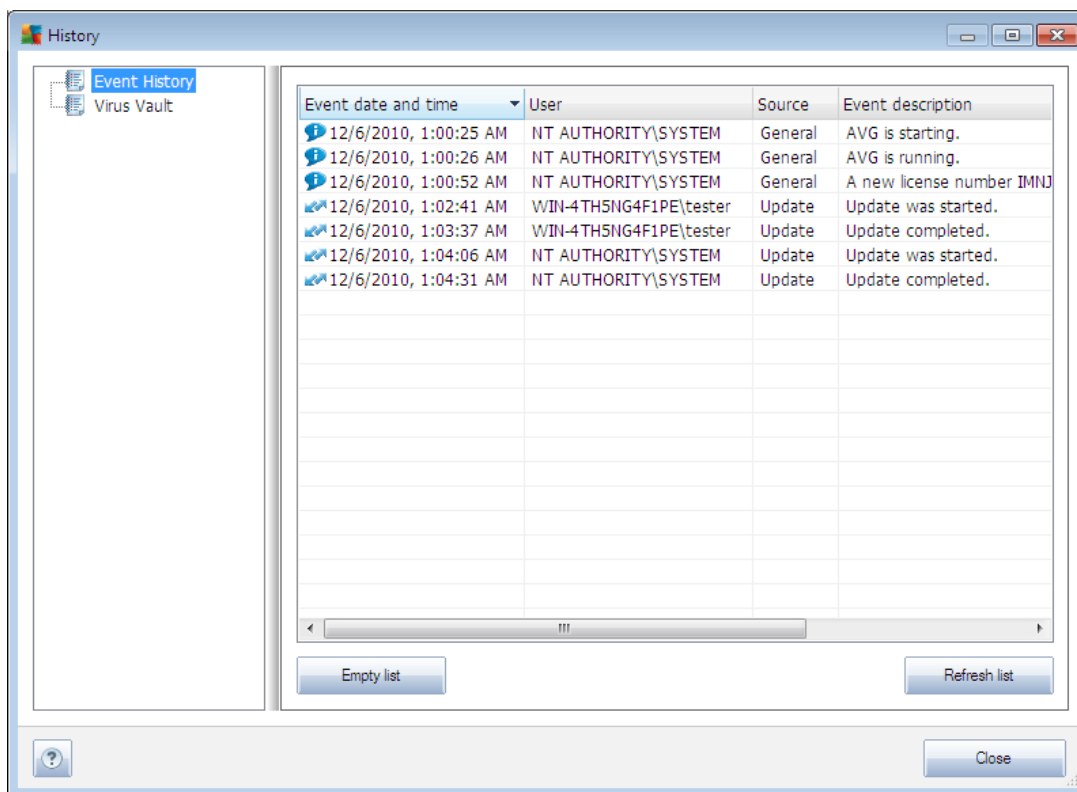 History
Event History
Virus Vault
Event date and time User Source Event description
12/6/2010, 1:00:25 AM NT AUTHORITY\SYSTEM General AVG is starting.
12/6/2010, 1:00:26 AM NT AUTHORITY\SYSTEM General AVG is running.
12/6/2010, 1:00:52 AM NT AUTHORITY\SYSTEM General A new license number IMNJ
12/6/2010, 1:02:41 AM WIN-4TH5NG4F1PE\tester Update Update was started.
12/6/2010, 1:03:37 AM WIN-4TH5NG4F1PE\tester Update Update completed.
12/6/2010, 1:04:06 AM NT AUTHORITY\SYSTEM Update Update was started.
12/6/2010, 1:04:31 AM NT AUTHORITY\SYSTEM Update Update completed.
Empty list Refresh list
? Close